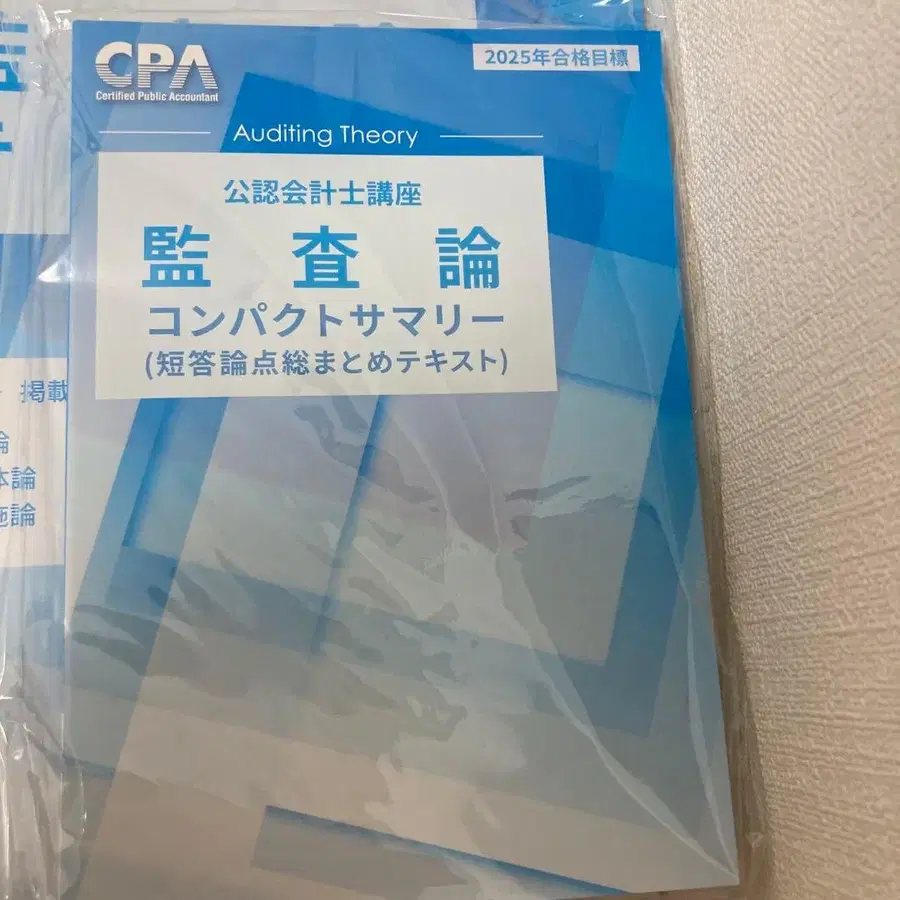 CPA
Certified Public Accountant
2025年合格目標
Auditing Theory
公認会計士講座
監査論
コンパクトサマリー
(短答論点総まとめテキスト)
掲載
論
本論
施論